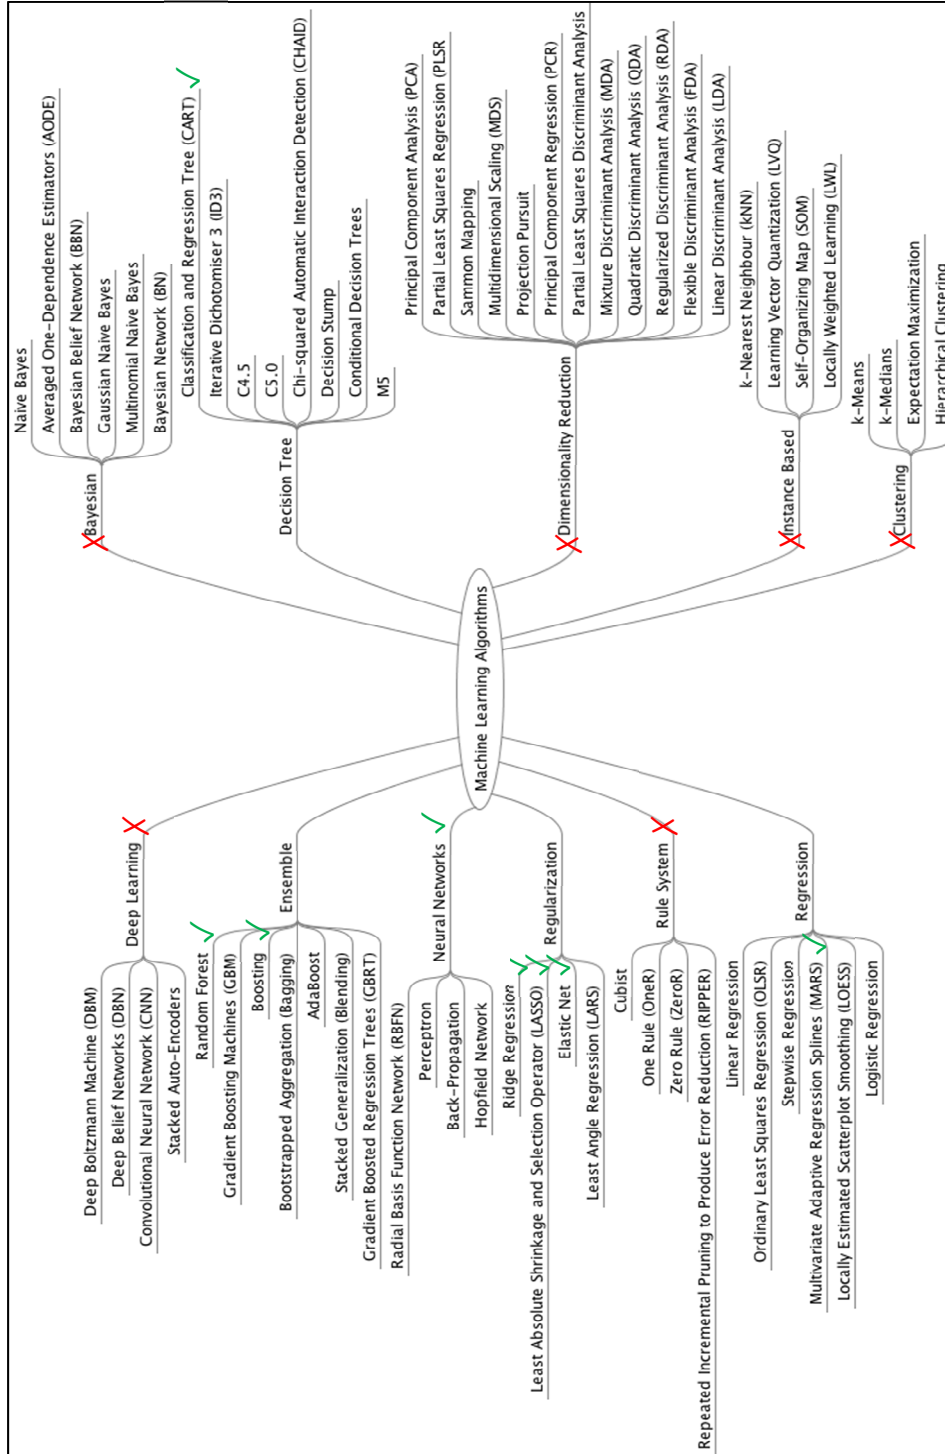 Machine Learning Algorithms
Deep Learning
Deep Boltzmann Machine (DBM)
Deep Belief Networks (DBN)
Convolutional Neural Network (CNN)
Stacked Auto-Encoders
Ensemble
Random Forest
Gradient Boosting Machines (GBM)
Boosting
Bootstrapped Aggregation (Bagging)
AdaBoost
Stacked Generalization (Blending)
Gradient Boosted Regression Trees (GBRT)
Neural Networks
Radial Basis Function Network (RBFN)
Perceptron
Back-Propagation
Hopfield Network
Regularization
Ridge Regression
Least Absolute Shrinkage and Selection Operator (LASSO)
Elastic Net
Least Angle Regression (LARS)
Rule System
Cubist
One Rule (OneR)
Zero Rule (ZeroR)
Repeated Incremental Pruning to Produce Error Reduction (RIPPER)
Regression
Linear Regression
Ordinary Least Squares Regression (OLSR)
Stepwise Regression
Multivariate Adaptive Regression Splines (MARS)
Locally Estimated Scatterplot Smoothing (LOESS)
Logistic Regression
Bayesian
Naive Bayes
Averaged One-Dependence Estimators (AODE)
Bayesian Belief Network (BBN)
Gaussian Naive Bayes
Multinomial Naive Bayes
Bayesian Network (BN)
Decision Tree
Classification and Regression Tree (CART)
Iterative Dichotomiser 3 (ID3)
C4.5
C5.0
Chi-squared Automatic Interaction Detection (CHAID)
Decision Stump
Conditional Decision Trees
M5
Dimensionality Reduction
Principal Component Analysis (PCA)
Partial Least Squares Regression (PLSR
Sammon Mapping
Multidimensional Scaling (MDS)
Projection Pursuit
Principal Component Regression (PCR)
Partial Least Squares Discriminant Analysis
Mixture Discriminant Analysis (MDA)
Quadratic Discriminant Analysis (QDA)
Regularized Discriminant Analysis (RDA)
Flexible Discriminant Analysis (FDA)
Linear Discriminant Analysis (LDA)
Instance Based
k-Nearest Neighbour (kNN)
Learning Vector Quantization (LVQ)
Self-Organizing Map (SOM)
Locally Weighted Learning (LWL)
Clustering
k-Means
k-Medians
Expectation Maximization
Hierarchical Clustering